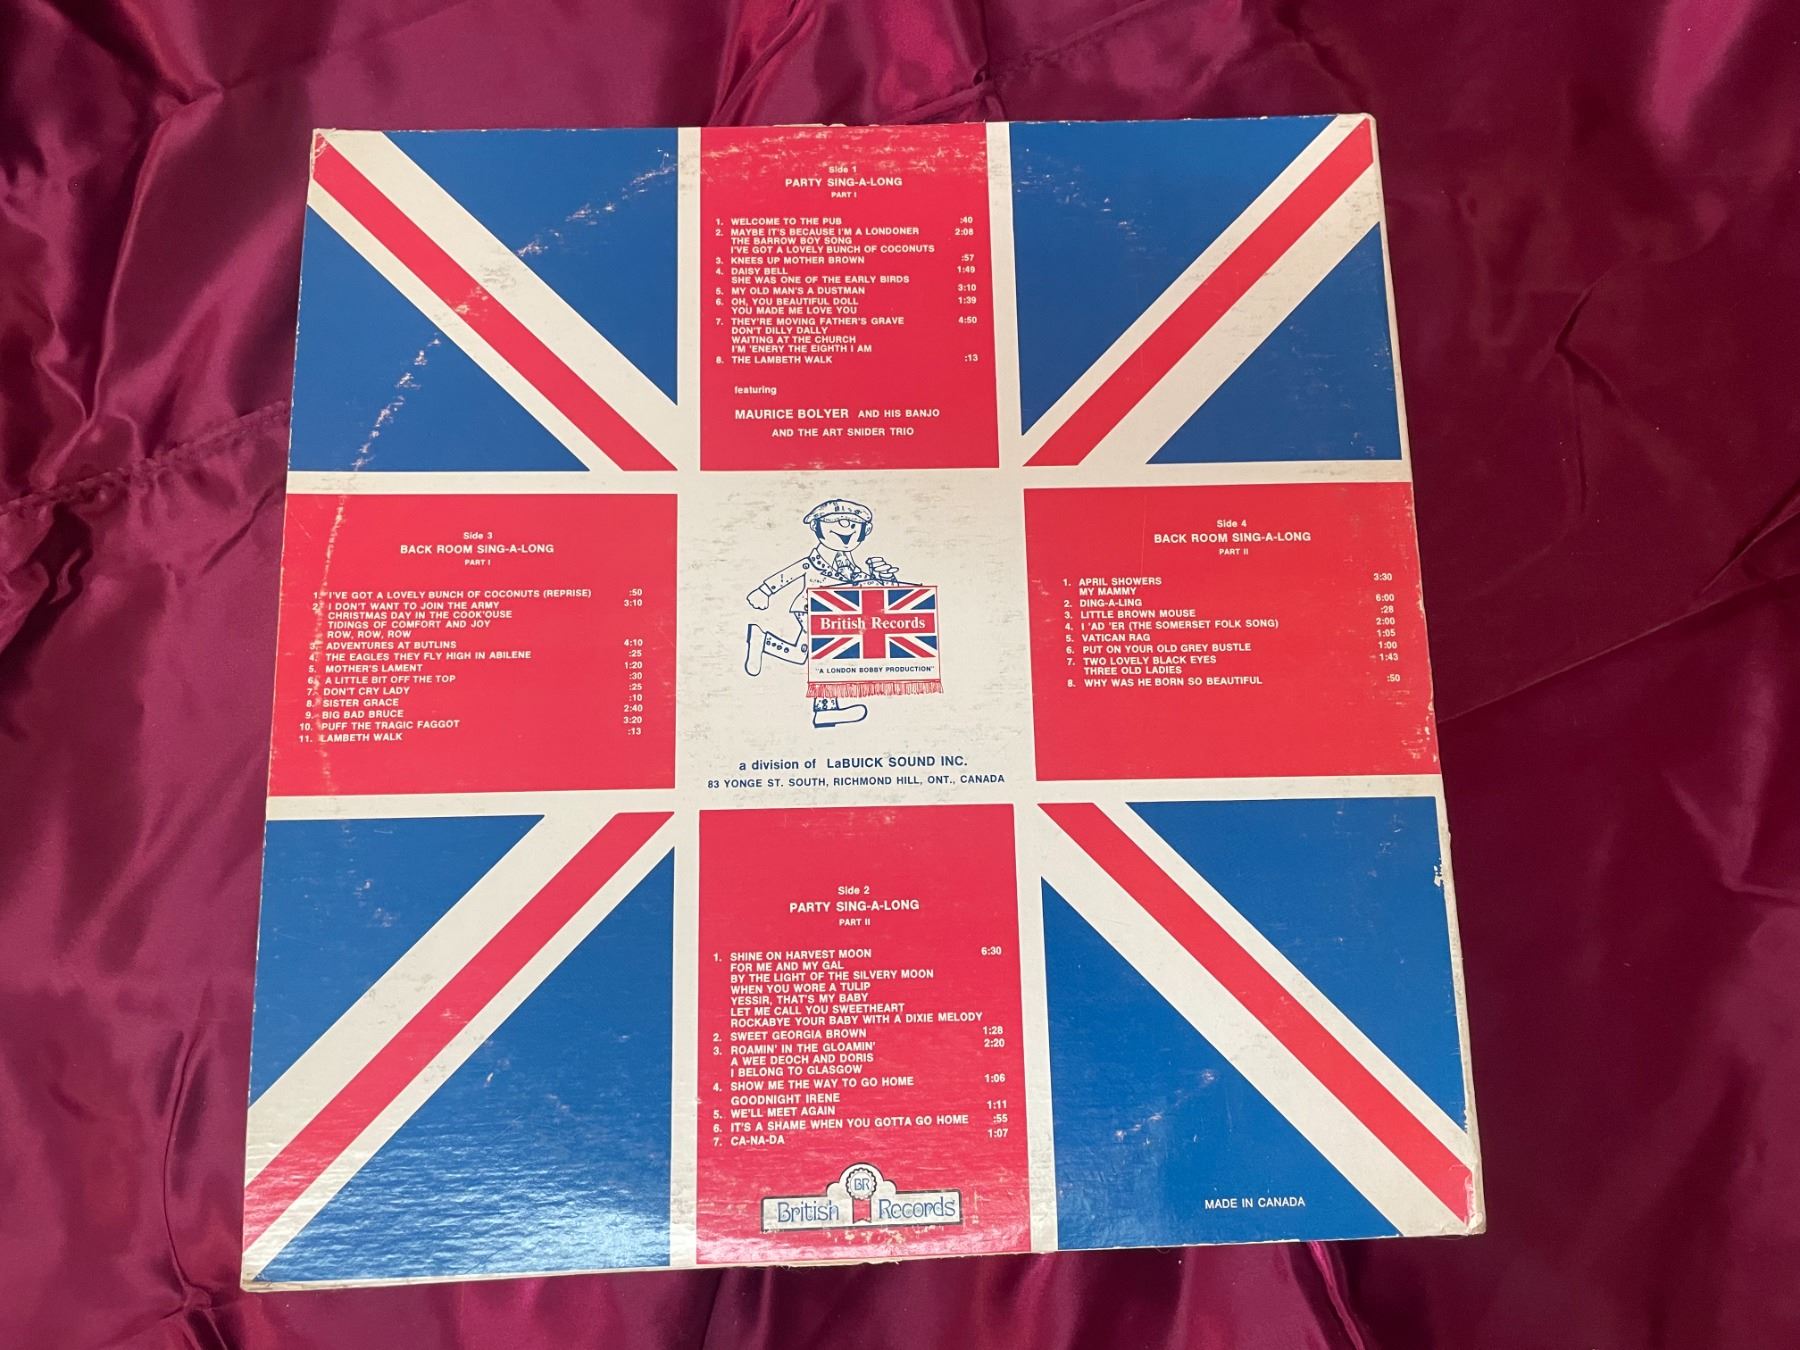 Side 1
PARTY SING-A-LONG
PART I
1. WELCOME TO THE PUB :40
2. MAYBE IT'S BECAUSE I'M A LONDONER 2:08
THE BARROW BOY SONG
I'VE GOT A LOVELY BUNCH OF COCONUTS
3. KNEES UP MOTHER BROWN :57
4. DAISY BELL 1:49
SHE WAS ONE OF THE EARLY BIRDS
5. MY OLD MAN'S A DUSTMAN 3:10
6. OH, YOU BEAUTIFUL DOLL 1:39
YOU MADE ME LOVE YOU
7. THEY'RE MOVING FATHER'S GRAVE 4:50
DON'T DILLY DALLY
WAITING AT THE CHURCH
I'M 'ENERY THE EIGHTH I AM
8. THE LAMBETH WALK :13
featuring
MAURICE BOLYER AND HIS BANJO
AND THE ART SNIDER TRIO
Side 3
BACK ROOM SING-A-LONG
PART I
1. I'VE GOT A LOVELY BUNCH OF COCONUTS (REPRISE) :50
2. I DON'T WANT TO JOIN THE ARMY 3:10
CHRISTMAS DAY IN THE COOK'OUSE
TIDINGS OF COMFORT AND JOY
ROW, ROW, ROW
3. ADVENTURES AT BUTLINS 4:10
4. THE EAGLES THEY FLY HIGH IN ABILENE :25
5. MOTHER'S LAMENT 1:20
6. A LITTLE BIT OFF THE TOP :30
7. DON'T CRY LADY :25
8. SISTER GRACE :10
9. BIG BAD BRUCE 2:40
10. PUFF THE TRAGIC FAGGOT 3:20
11. LAMBETH WALK :13
British Records
"A LONDON BOBBY PRODUCTION"
a division of LaBUICK SOUND INC.
83 YONGE ST. SOUTH, RICHMOND HILL, ONT., CANADA
Side 4
BACK ROOM SING-A-LONG
PART II
1. APRIL SHOWERS 3:30
MY MAMMY
2. DING-A-LING 6:00
3. LITTLE BROWN MOUSE :28
4. I 'AD 'ER (THE SOMERSET FOLK SONG) 2:00
5. VATICAN RAG 1:05
6. PUT ON YOUR OLD GREY BUSTLE 1:00
7. TWO LOVELY BLACK EYES 1:43
THREE OLD LADIES
8. WHY WAS HE BORN SO BEAUTIFUL :50
Side 2
PARTY SING-A-LONG
PART II
1. SHINE ON HARVEST MOON 6:30
FOR ME AND MY GAL
BY THE LIGHT OF THE SILVERY MOON
WHEN YOU WORE A TULIP
YESSIR, THAT'S MY BABY
LET ME CALL YOU SWEETHEART
ROCKABYE YOUR BABY WITH A DIXIE MELODY
2. SWEET GEORGIA BROWN 1:28
3. ROAMIN' IN THE GLOAMIN' 2:20
A WEE DEOCH AND DORIS
I BELONG TO GLASGOW
4. SHOW ME THE WAY TO GO HOME 1:06
GOODNIGHT IRENE
5. WE'LL MEET AGAIN 1:11
6. IT'S A SHAME WHEN YOU GOTTA GO HOME :55
7. CA-NA-DA 1:07
BR
British Records
MADE IN CANADA